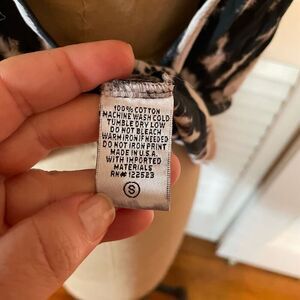 100% COTTON
MACHINE WASH COLD
TUMBLE DRY LOW
DO NOT BLEACH
WARM IRON IF NEEDED
DO NOT IRON PRINT
MADE IN U.S.A.
WITH IMPORTED
MATERIALS
RN# 122523
S